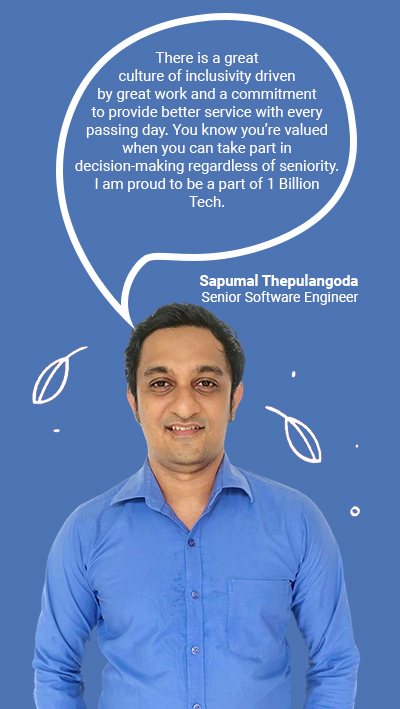 There is a great
culture of inclusivity driven
by great work and a commitment
to provide better service with every
passing day. You know you're valued
when you can take part in
decision-making regardless of seniority.
I am proud to be a part of 1 Billion
Tech.
Sapumal Thepulangoda
Senior Software Engineer